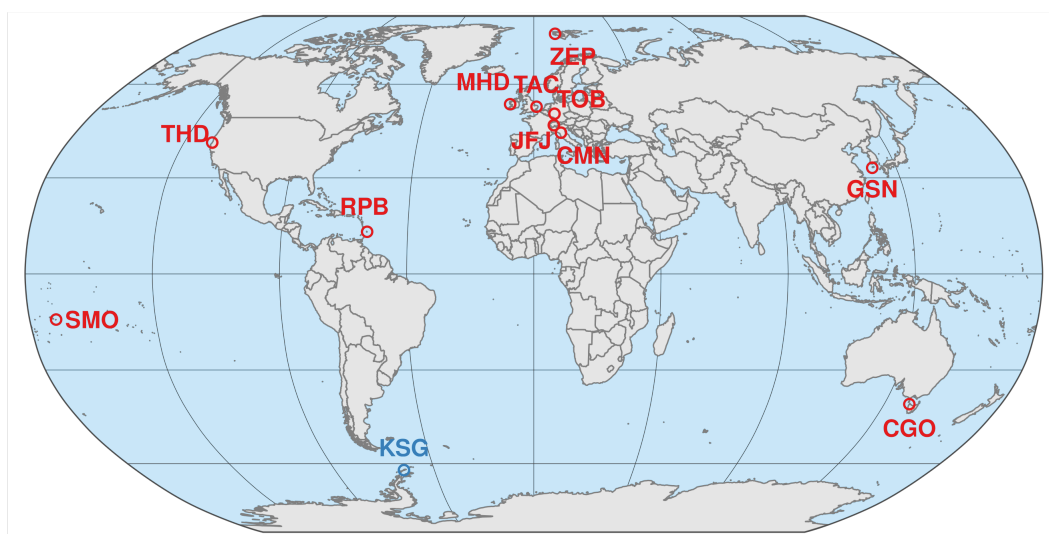 ZEP
MHD
TAC
TOB
THD
JFJ
CMN
GSN
RPB
SMO
CGO
KSG